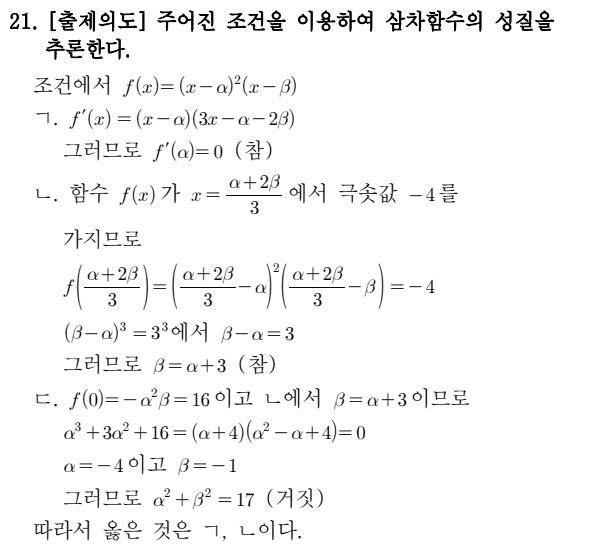 21. [출제의도] 주어진 조건을 이용하여 삼차함수의 성질을
추론한다.
조건에서 f(x)=(x-α)²(x-β)
ㄱ. f′(x)=(x-α)(3x-α-2β)
그러므로 f′(α)=0 (참)
ㄴ. 함수 f(x)가 x=\frac{α+2β}{3}에서 극솟값 -4를
가지므로
f(\frac{α+2β}{3})=(\frac{α+2β}{3}-α)²(\frac{α+2β}{3}-β)=-4
(β-α)³=3³에서 β-α=3
그러므로 β=α+3 (참)
ㄷ. f(0)=-α²β=16이고 ㄴ에서 β=α+3이므로
α³+3α²+16=(α+4)(α²-α+4)=0
α=-4이고 β=-1
그러므로 α²+β²=17 (거짓)
따라서 옳은 것은 ㄱ, ㄴ이다.